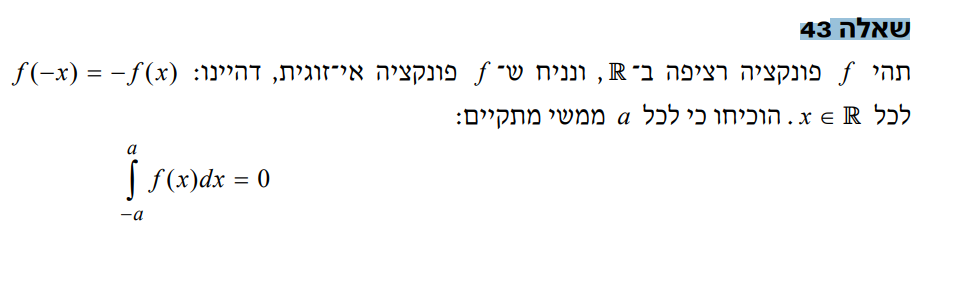 שאלה 43
תהי f פונקציה רציפה ב־ℝ, ונניח ש־f פונקציה אי־זוגית, דהיינו: f(−x) = −f(x)
לכל x ∈ ℝ. הוכיחו כי לכל a ממשי מתקיים:
a
∫ f(x)dx = 0
−a